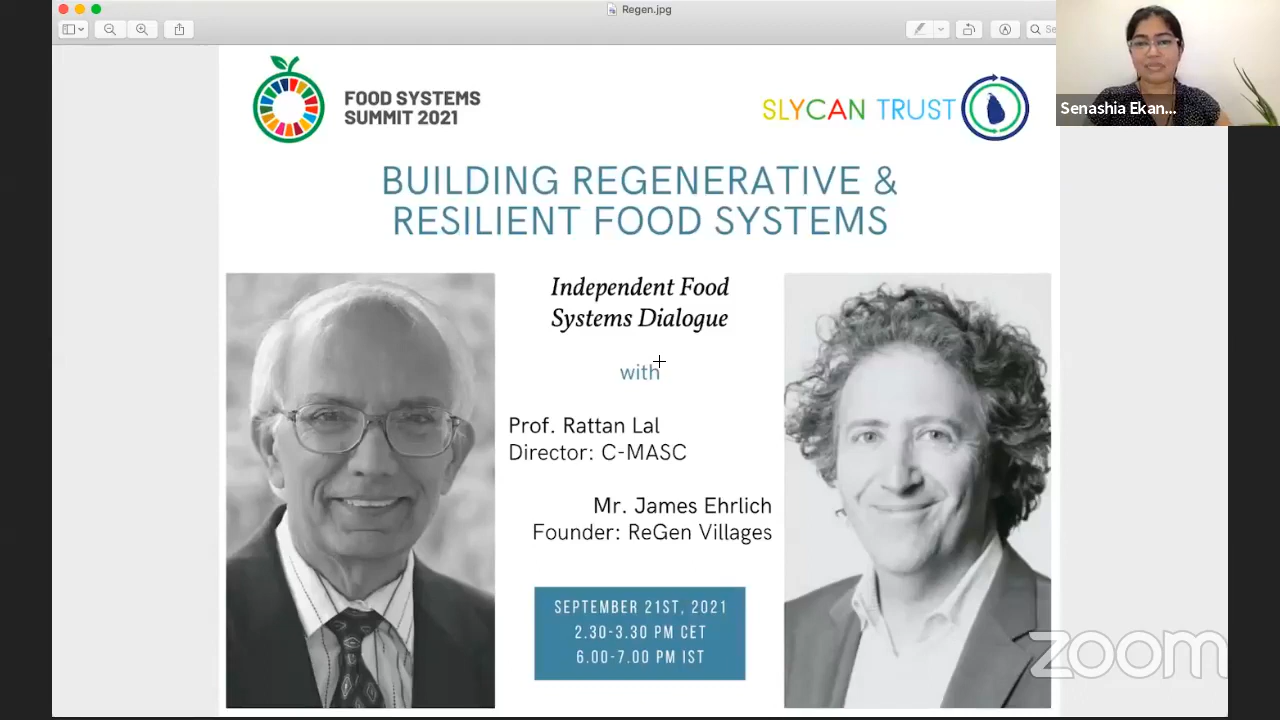 Regen.jpg
Se
Senashia Ekan...
FOOD SYSTEMS
SUMMIT 2021
SLYCAN TRUST
BUILDING REGENERATIVE &
RESILIENT FOOD SYSTEMS
Independent Food
Systems Dialogue
with
Prof. Rattan Lal
Director: C-MASC
Mr. James Ehrlich
Founder: ReGen Villages
SEPTEMBER 21ST, 2021
2.30-3.30 PM CET
6.00-7.00 PM IST
zoom